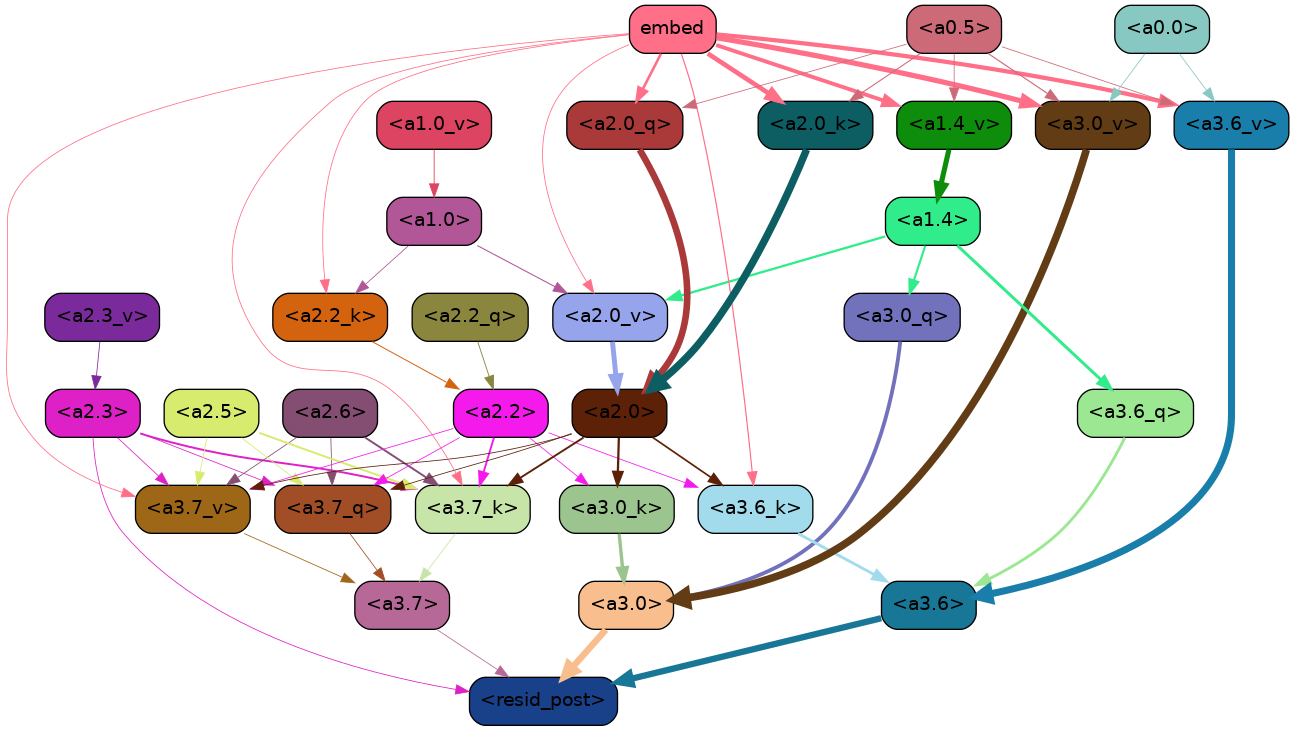 embed
<a0.5>
<a0.0>
<a1.0_v>
<a2.0_q>
<a2.0_k>
<a1.4_v>
<a3.0_v>
<a3.6_v>
<a1.0>
<a1.4>
<a2.3_v>
<a2.2_k>
<a2.2_q>
<a2.0_v>
<a3.0_q>
<a2.3>
<a2.5>
<a2.6>
<a2.2>
<a2.0>
<a3.6_q>
<a3.7_v>
<a3.7_q>
<a3.7_k>
<a3.0_k>
<a3.6_k>
<a3.7>
<a3.0>
<a3.6>
<resid_post>